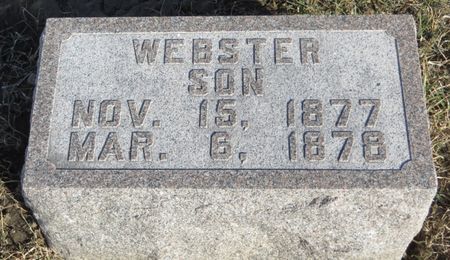 WEBSTER
SON
NOV. 15, 1877
MAR. 6, 1878